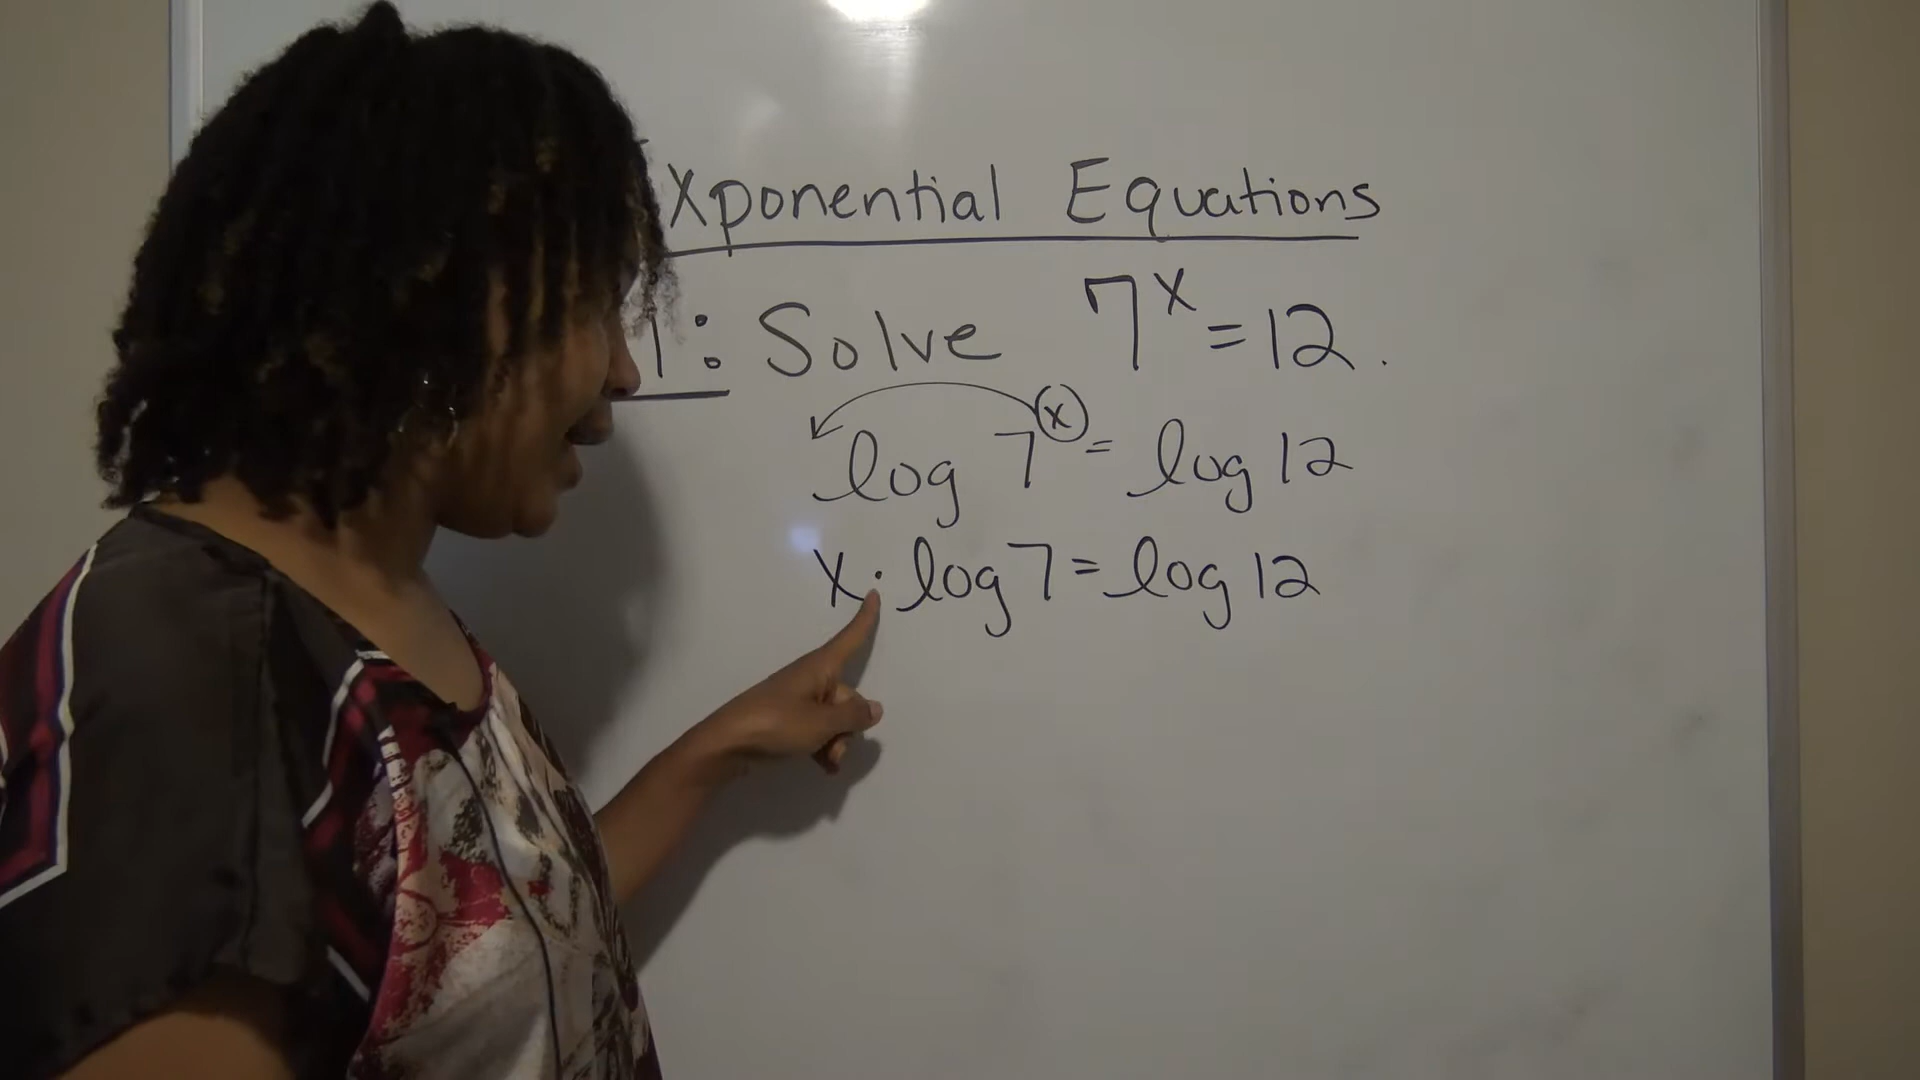 xponential Equations
1: Solve 7^x = 12.
log 7^x = log 12
x · log 7 = log 12